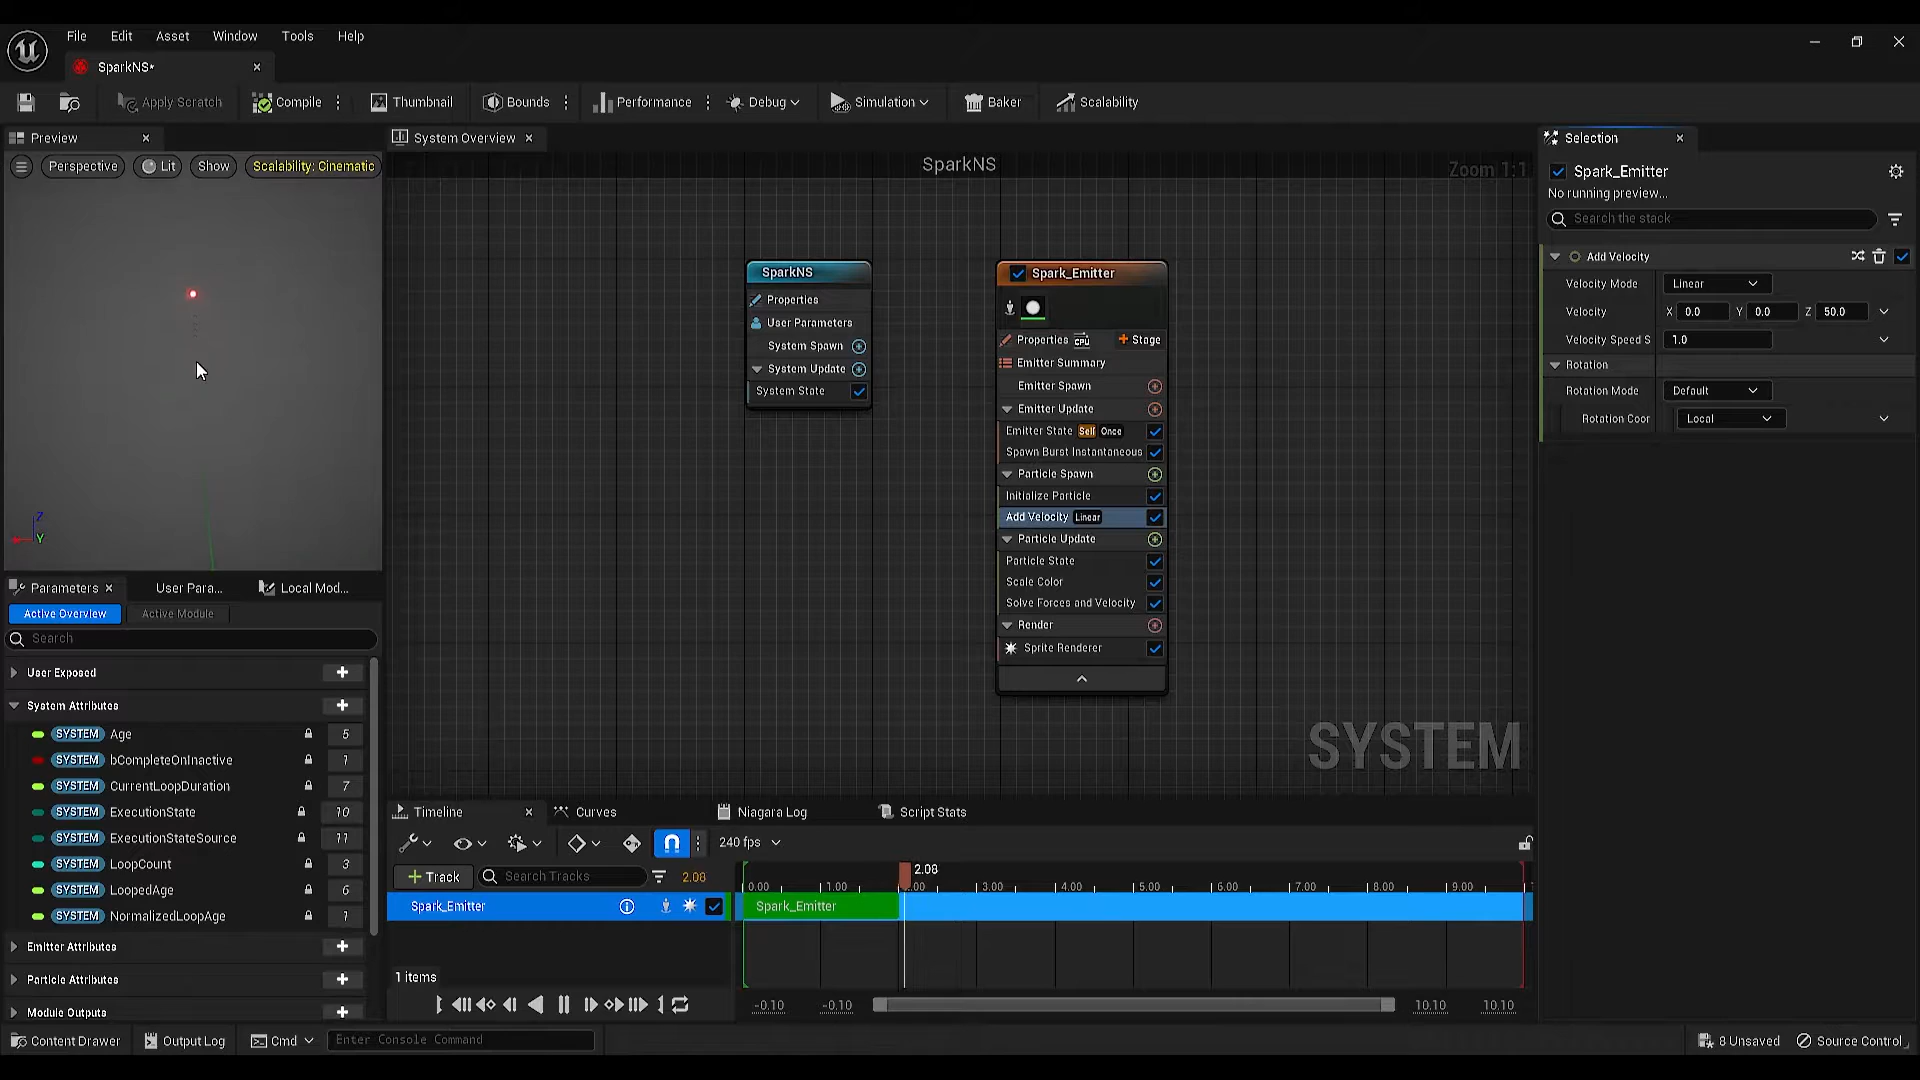 File Edit Asset Window Tools Help
SparkNS*
Apply Scratch Compile Thumbnail Bounds Performance Debug Simulation Baker Scalability
Preview
System Overview
Selection
Perspective Lit Show Scalability: Cinematic
SparkNS
Zoom 1:1
Spark_Emitter
No running preview...
Search the stack
Add Velocity
Velocity Mode Linear
Velocity X 0.0 Y 0.0 Z 50.0
Velocity Speed S 1.0
Rotation
Rotation Mode Default
Rotation Coor Local
SparkNS
Properties
User Parameters
System Spawn
System Update
System State
Spark_Emitter
Properties CPU Stage
Emitter Summary
Emitter Spawn
Emitter Update
Emitter State Self Once
Spawn Burst Instantaneous
Particle Spawn
Initialize Particle
Add Velocity Linear
Particle Update
Particle State
Scale Color
Solve Forces and Velocity
Render
Sprite Renderer
SYSTEM
Z
Y
Parameters User Para... Local Mod...
Active Overview Active Module
Search
User Exposed
System Attributes
SYSTEM Age 5
SYSTEM bCompleteOnInactive 1
SYSTEM CurrentLoopDuration 7
SYSTEM ExecutionState 10
SYSTEM ExecutionStateSource 11
SYSTEM LoopCount 3
SYSTEM LoopedAge 6
SYSTEM NormalizedLoopAge 1
Emitter Attributes
Particle Attributes
Module Outputs
Timeline Curves Niagara Log Script Stats
240 fps
Track Search Tracks 2.08
2.08
0.00 1.00 2.00 3.00 4.00 5.00 6.00 7.00 8.00 9.00
Spark_Emitter
Spark_Emitter
1 items
-0.10 -0.10 10.10 10.10
Content Drawer Output Log Cmd Enter Console Command 8 Unsaved Source Control